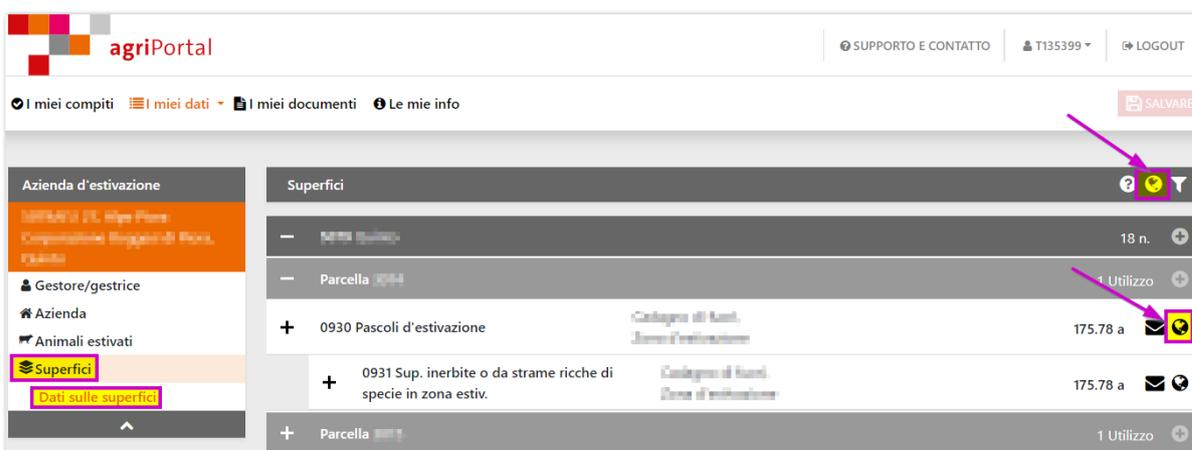 agriPortal
SUPPORTO E CONTATTO
T135399
LOGOUT
I miei compiti
I miei dati
I miei documenti
Le mie info
SALVARE
Azienda d'estivazione
Superfici
18 n.
Parcella
1 Utilizzo
Gestore/gestrice
Azienda
Animali estivati
Superfici
Dati sulle superfici
0930 Pascoli d'estivazione
175.78 a
0931 Sup. inerbite o da strame ricche di
specie in zona estiv.
175.78 a
Parcella
1 Utilizzo